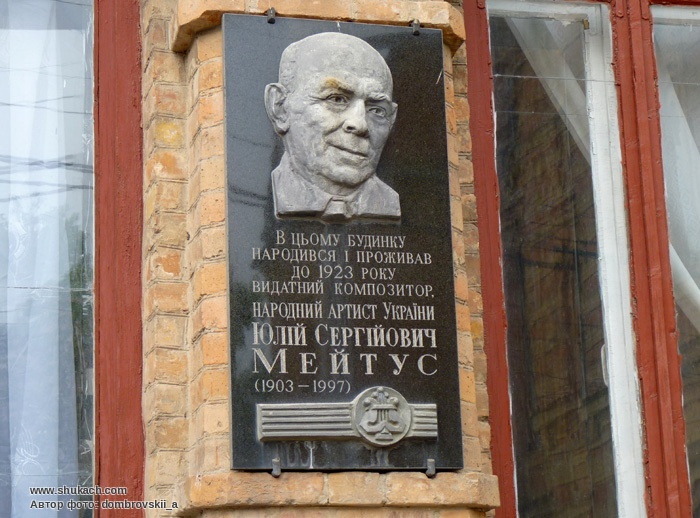 В цьому будинку
народився і проживав
до 1923 року
видатний композитор,
народний артист України
Юлій Сергійович
Мейтус
(1903 – 1997)
www.shukach.com
Автор фото: dombrovskii_a